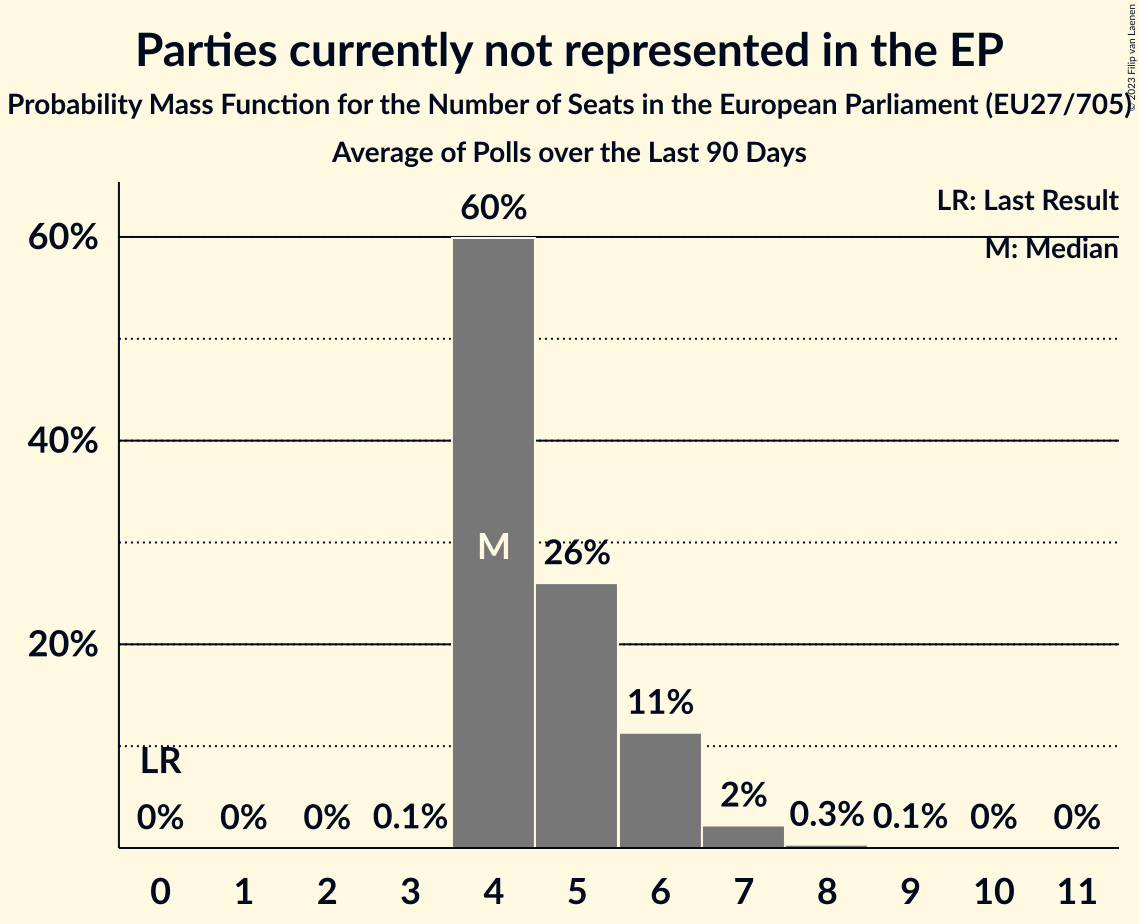 Parties currently not represented in the EP
Probability Mass Function for the Number of Seats in the European Parliament (EU27/705)
Average of Polls over the Last 90 Days
© 2023 Filip van Laenen
LR: Last Result
M: Median
60%
40%
20%
LR
M
0%
0%
0%
0.1%
60%
26%
11%
2%
0.3%
0.1%
0%
0%
0 1 2 3 4 5 6 7 8 9 10 11